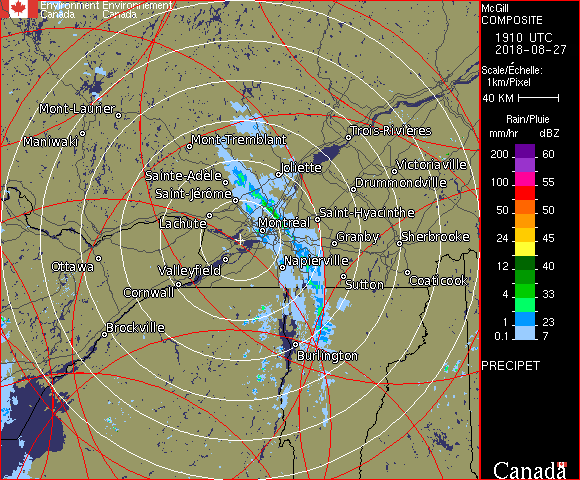 Environment Environnement
Canada Canada
McGill
COMPOSITE
1910 UTC
2018-08-27
Scale/Échelle:
1km/Pixel
40 KM
Rain/Pluie
mm/hr dBZ
200 60
100 55
50 50
24 45
12 40
4 33
1 23
0.1 7
PRECIPET
Canada
Mont-Laurier
Trois-Rivières
Maniwaki
Mont-Tremblant
Victoriaville
Joliette
Sainte-Adèle
Drummondville
Saint-Jérôme
Saint-Hyacinthe
Lachute
Montréal
Granby
Sherbrooke
Ottawa
Napierville
Valleyfield
Coaticook
Sutton
Cornwall
Brockville
Burlington